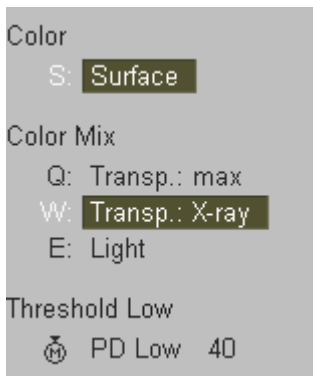 Color
S: Surface
Color Mix
Q: Transp.: max
W: Transp.: X-ray
E: Light
Threshold Low
M PD Low 40